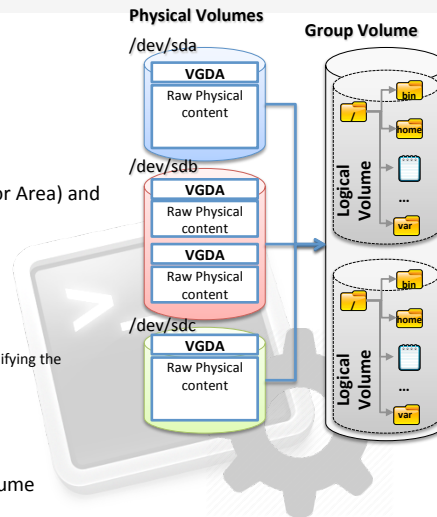 Physical Volumes
Group Volume
/dev/sda
VGDA
Raw Physical
content
/dev/sdb
VGDA
Raw Physical
content
VGDA
Raw Physical
content
/dev/sdc
VGDA
Raw Physical
content
or Area) and
ifying the
ume
Logical
Volume
/
bin
home
...
var
Logical
Volume
/
bin
home
...
var